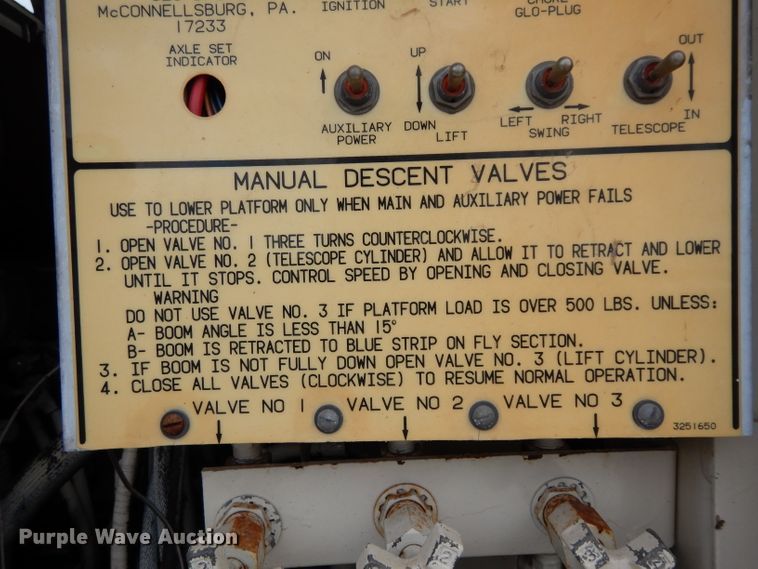 McCONNELLSBURG, PA.
17233
IGNITION
START
GLO-PLUG
AXLE SET
INDICATOR
ON
AUXILIARY
POWER
UP
DOWN
LIFT
LEFT
RIGHT
SWING
OUT
IN
TELESCOPE
MANUAL DESCENT VALVES
USE TO LOWER PLATFORM ONLY WHEN MAIN AND AUXILIARY POWER FAILS
-PROCEDURE-
1. OPEN VALVE NO. 1 THREE TURNS COUNTERCLOCKWISE.
2. OPEN VALVE NO. 2 (TELESCOPE CYLINDER) AND ALLOW IT TO RETRACT AND LOWER
UNTIL IT STOPS. CONTROL SPEED BY OPENING AND CLOSING VALVE.
WARNING
DO NOT USE VALVE NO. 3 IF PLATFORM LOAD IS OVER 500 LBS. UNLESS:
A- BOOM ANGLE IS LESS THAN 15°
B- BOOM IS RETRACTED TO BLUE STRIP ON FLY SECTION.
3. IF BOOM IS NOT FULLY DOWN OPEN VALVE NO. 3 (LIFT CYLINDER).
4. CLOSE ALL VALVES (CLOCKWISE) TO RESUME NORMAL OPERATION.
VALVE NO 1
VALVE NO 2
VALVE NO 3
3251650
Purple Wave Auction